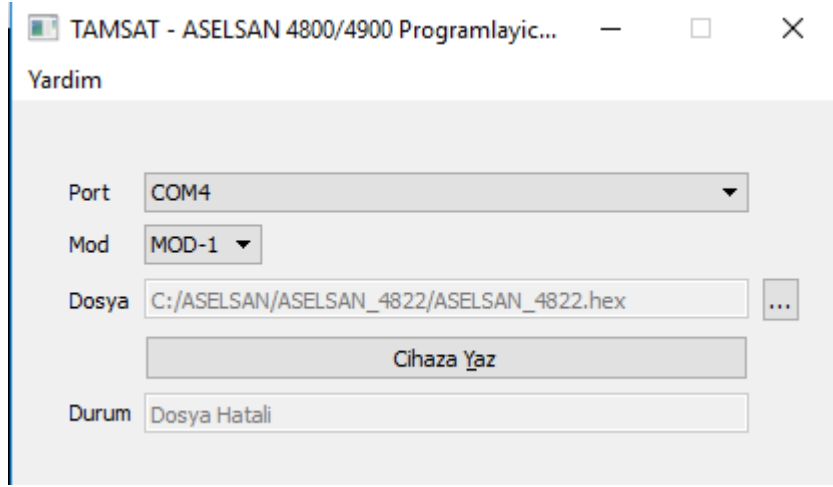 TAMSAT - ASELSAN 4800/4900 Programlayic...
Yardim
Port COM4
Mod MOD-1
Dosya C:/ASELSAN/ASELSAN_4822/ASELSAN_4822.hex ...
Cihaza Yaz
Durum Dosya Hatali